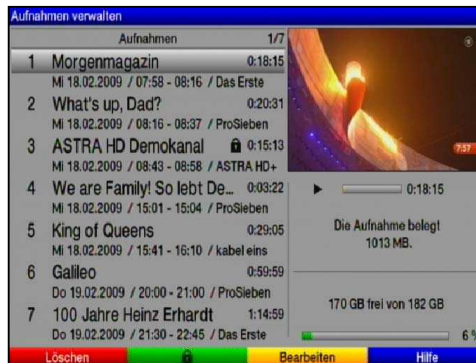 Aufnahmen verwalten
Aufnahmen 1/7
1 Morgenmagazin 0:18:15
Mi 18.02.2009 / 07:58 - 08:16 / Das Erste
2 What's up, Dad? 0:20:31
Mi 18.02.2009 / 08:16 - 08:37 / ProSieben
3 ASTRA HD Demokanal 0:15:13
Mi 18.02.2009 / 08:43 - 08:58 / ASTRA HD+
4 We are Family! So lebt De... 0:03:22
Mi 18.02.2009 / 15:01 - 15:04 / ProSieben
5 King of Queens 0:29:05
Mi 18.02.2009 / 15:41 - 16:10 / kabel eins
6 Galileo 0:59:59
Do 19.02.2009 / 20:00 - 21:00 / ProSieben
7 100 Jahre Heinz Erhardt 1:14:59
Do 19.02.2009 / 21:30 - 22:45 / Das Erste
7:57
0:18:15
Die Aufnahme belegt
1013 MB.
170 GB frei von 182 GB
6%
Löschen
Bearbeiten
Hilfe